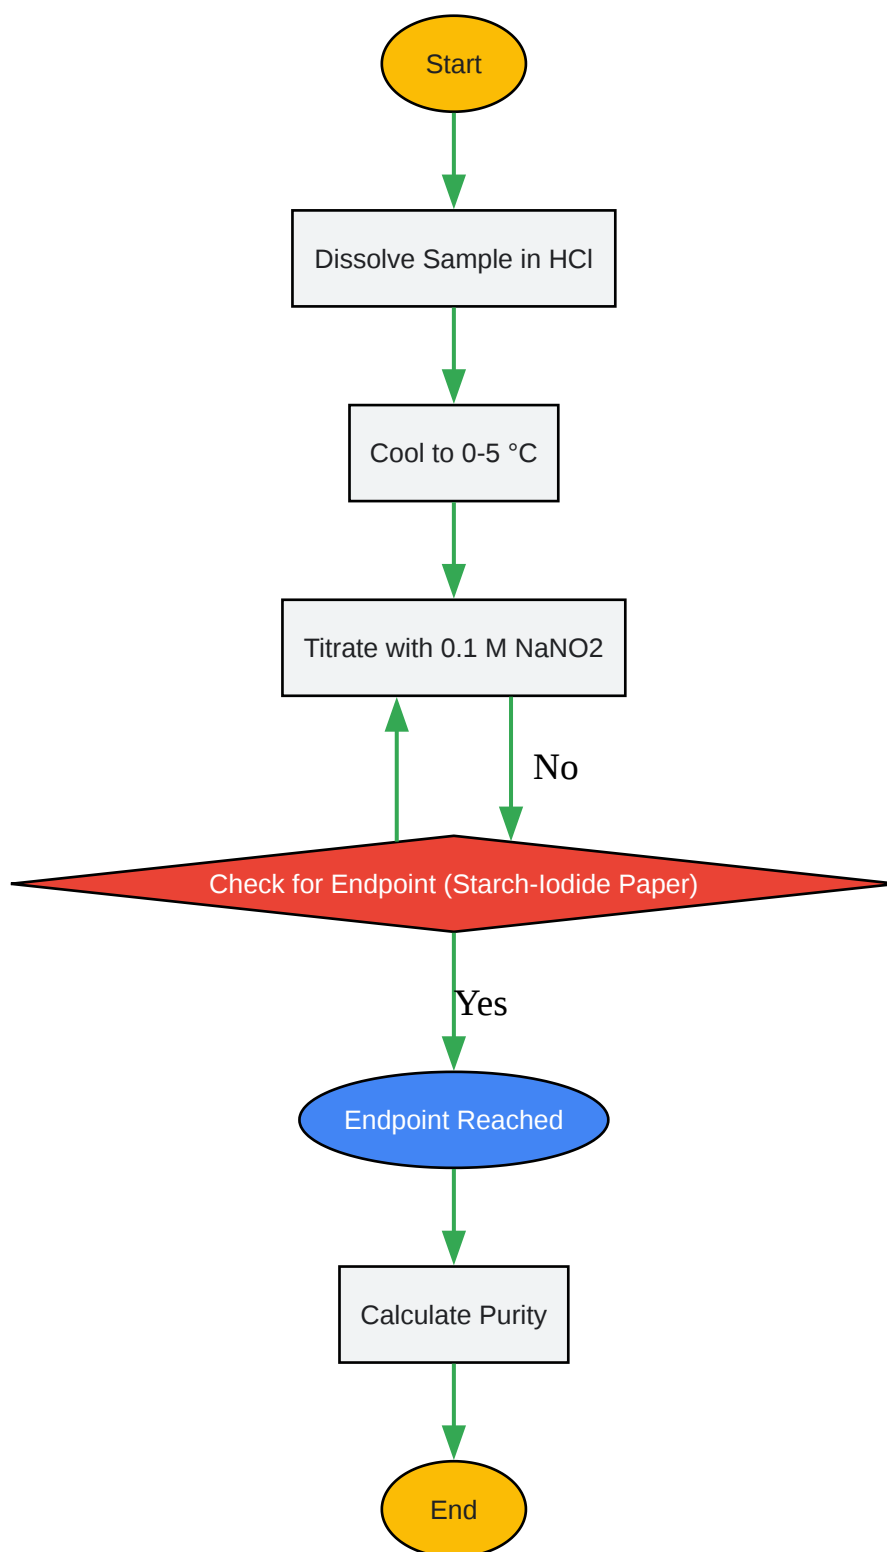 Start
Dissolve Sample in HCl
Cool to 0-5 °C
Titrate with 0.1 M NaNO2
No
Check for Endpoint (Starch-Iodide Paper)
Yes
Endpoint Reached
Calculate Purity
End